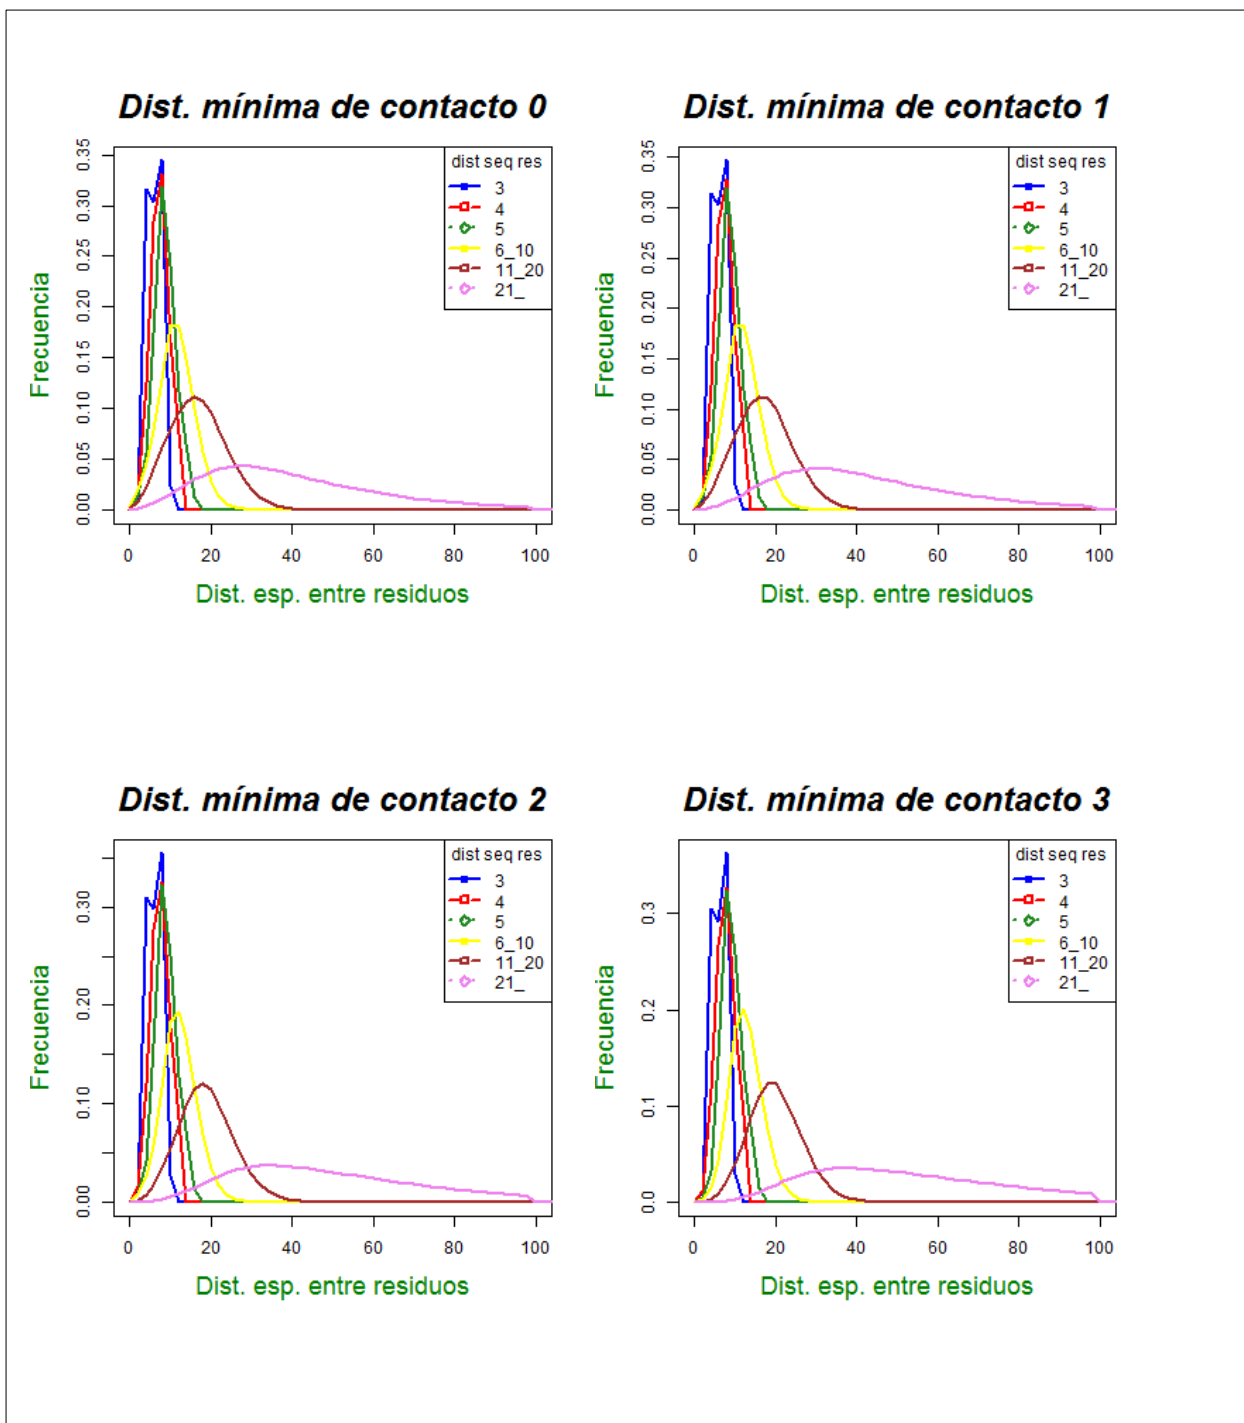 Dist. mínima de contacto 0
Frecuencia
0.00 0.05 0.10 0.15 0.20 0.25 0.30 0.35
dist seq res
3
4
5
6_10
11_20
21_
0 20 40 60 80 100
Dist. esp. entre residuos
Dist. mínima de contacto 1
Frecuencia
0.00 0.05 0.10 0.15 0.20 0.25 0.30 0.35
dist seq res
3
4
5
6_10
11_20
21_
0 20 40 60 80 100
Dist. esp. entre residuos
Dist. mínima de contacto 2
Frecuencia
0.00 0.10 0.20 0.30
dist seq res
3
4
5
6_10
11_20
21_
0 20 40 60 80 100
Dist. esp. entre residuos
Dist. mínima de contacto 3
Frecuencia
0.0 0.1 0.2 0.3
dist seq res
3
4
5
6_10
11_20
21_
0 20 40 60 80 100
Dist. esp. entre residuos